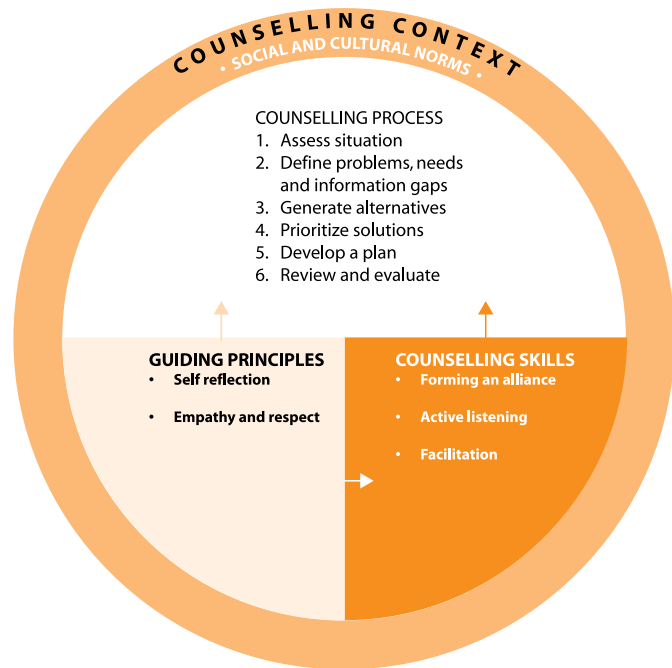 COUNSELLING CONTEXT
• SOCIAL AND CULTURAL NORMS •
COUNSELLING PROCESS
1. Assess situation
2. Define problems, needs
and information gaps
3. Generate alternatives
4. Prioritize solutions
5. Develop a plan
6. Review and evaluate
GUIDING PRINCIPLES
• Self reflection
• Empathy and respect
COUNSELLING SKILLS
• Forming an alliance
• Active listening
• Facilitation